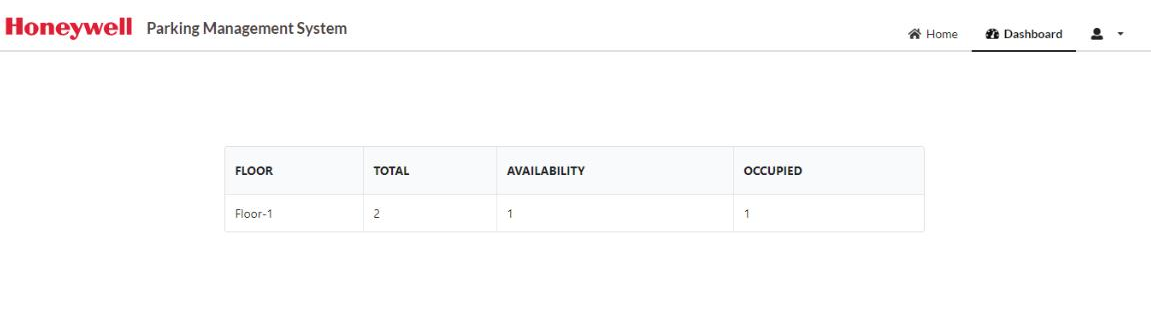 Honeywell Parking Management System
Home Dashboard
FLOOR TOTAL AVAILABILITY OCCUPIED
Floor-1 2 1 1